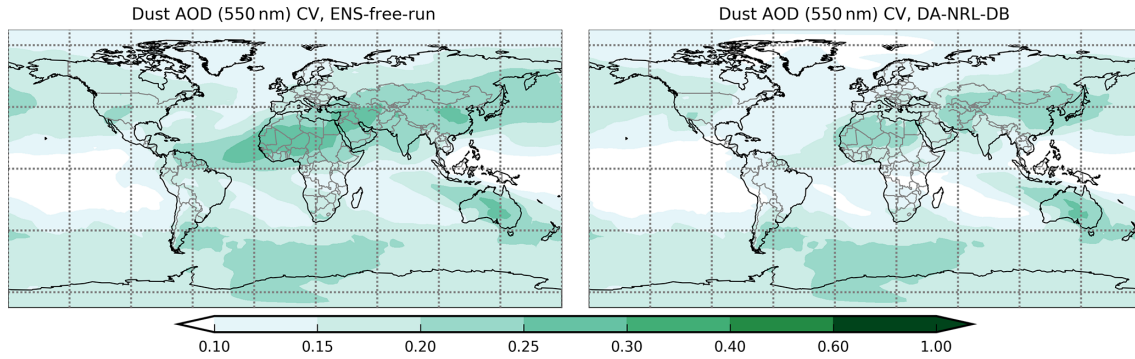 Dust AOD (550 nm) CV, ENS-free-run
Dust AOD (550 nm) CV, DA-NRL-DB
0.10 0.15 0.20 0.25 0.30 0.40 0.60 1.00